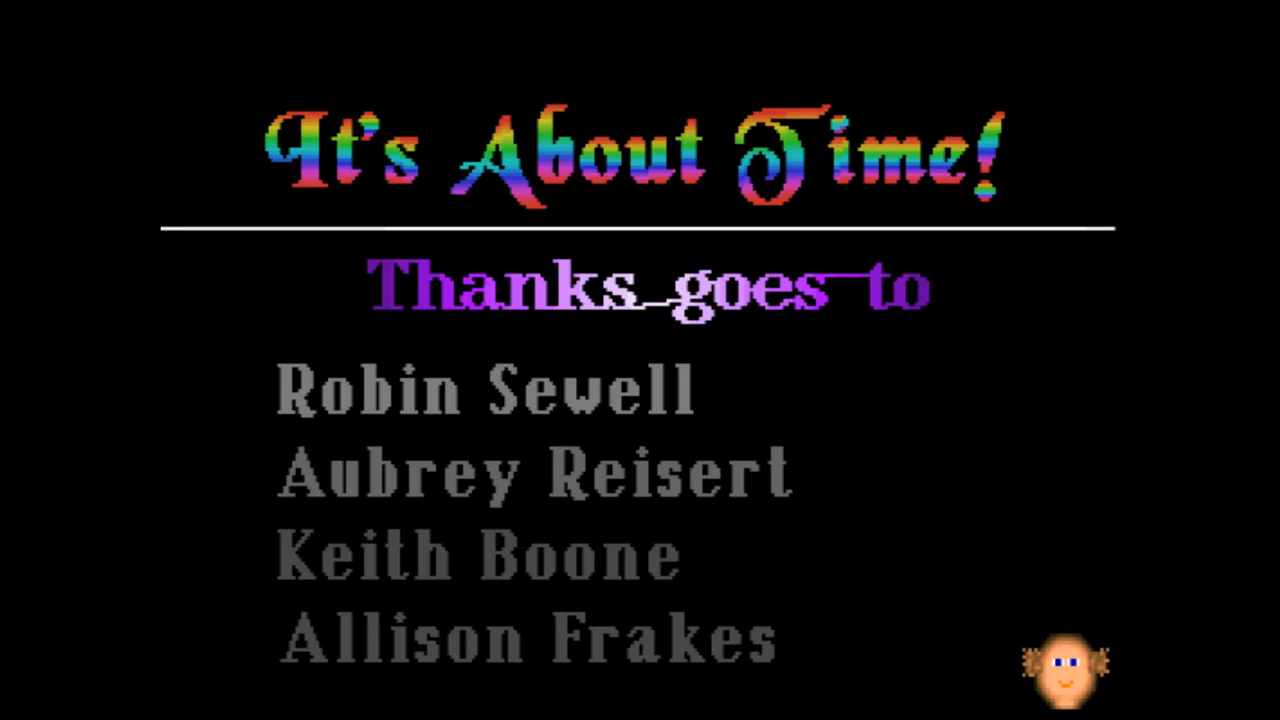 It's About Time!
Thanks goes to
Robin Sewell
Aubrey Reisert
Keith Boone
Allison Frakes